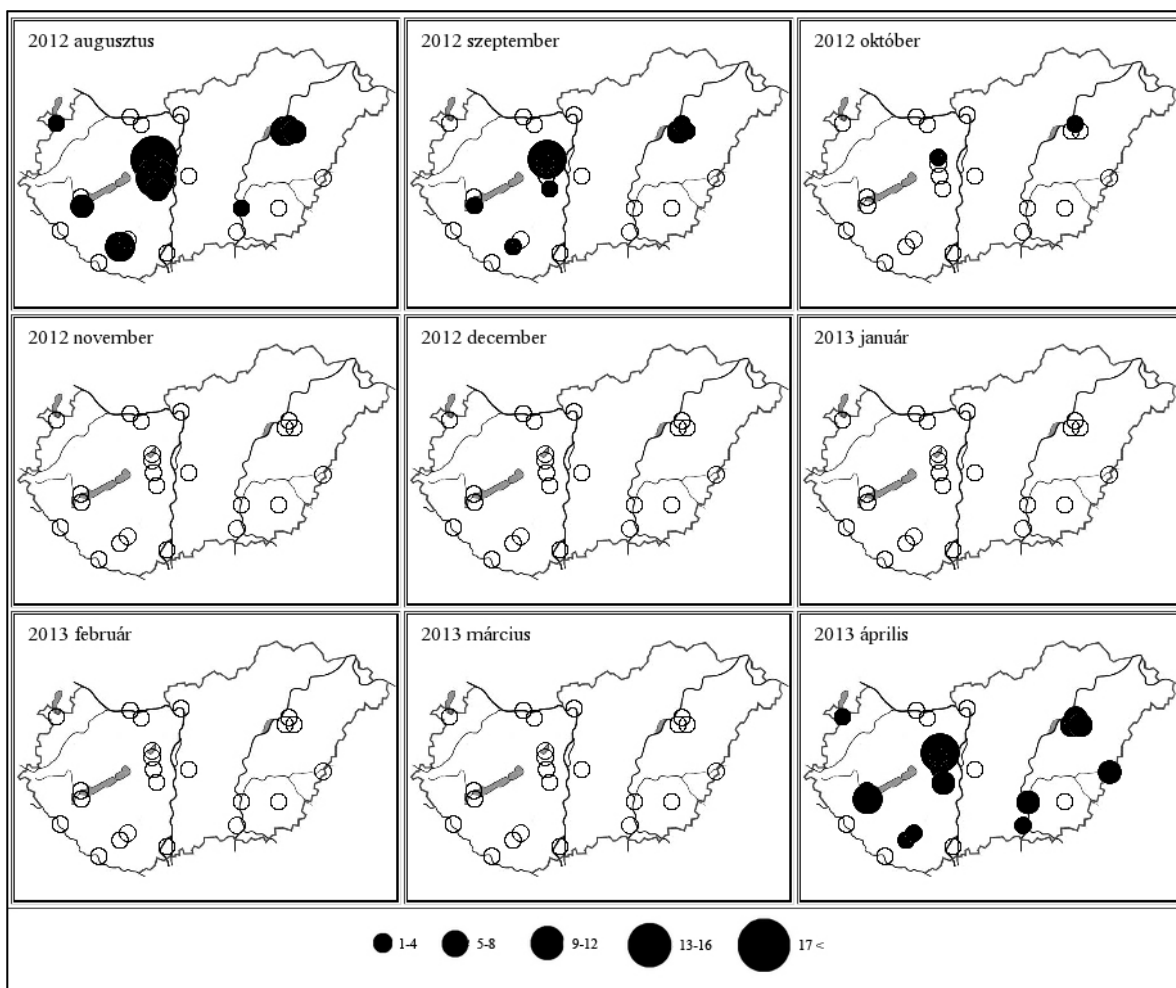 2012 augusztus
2012 szeptember
2012 október
2012 november
2012 december
2013 január
2013 február
2013 március
2013 április
1-4
5-8
9-12
13-16
17 <